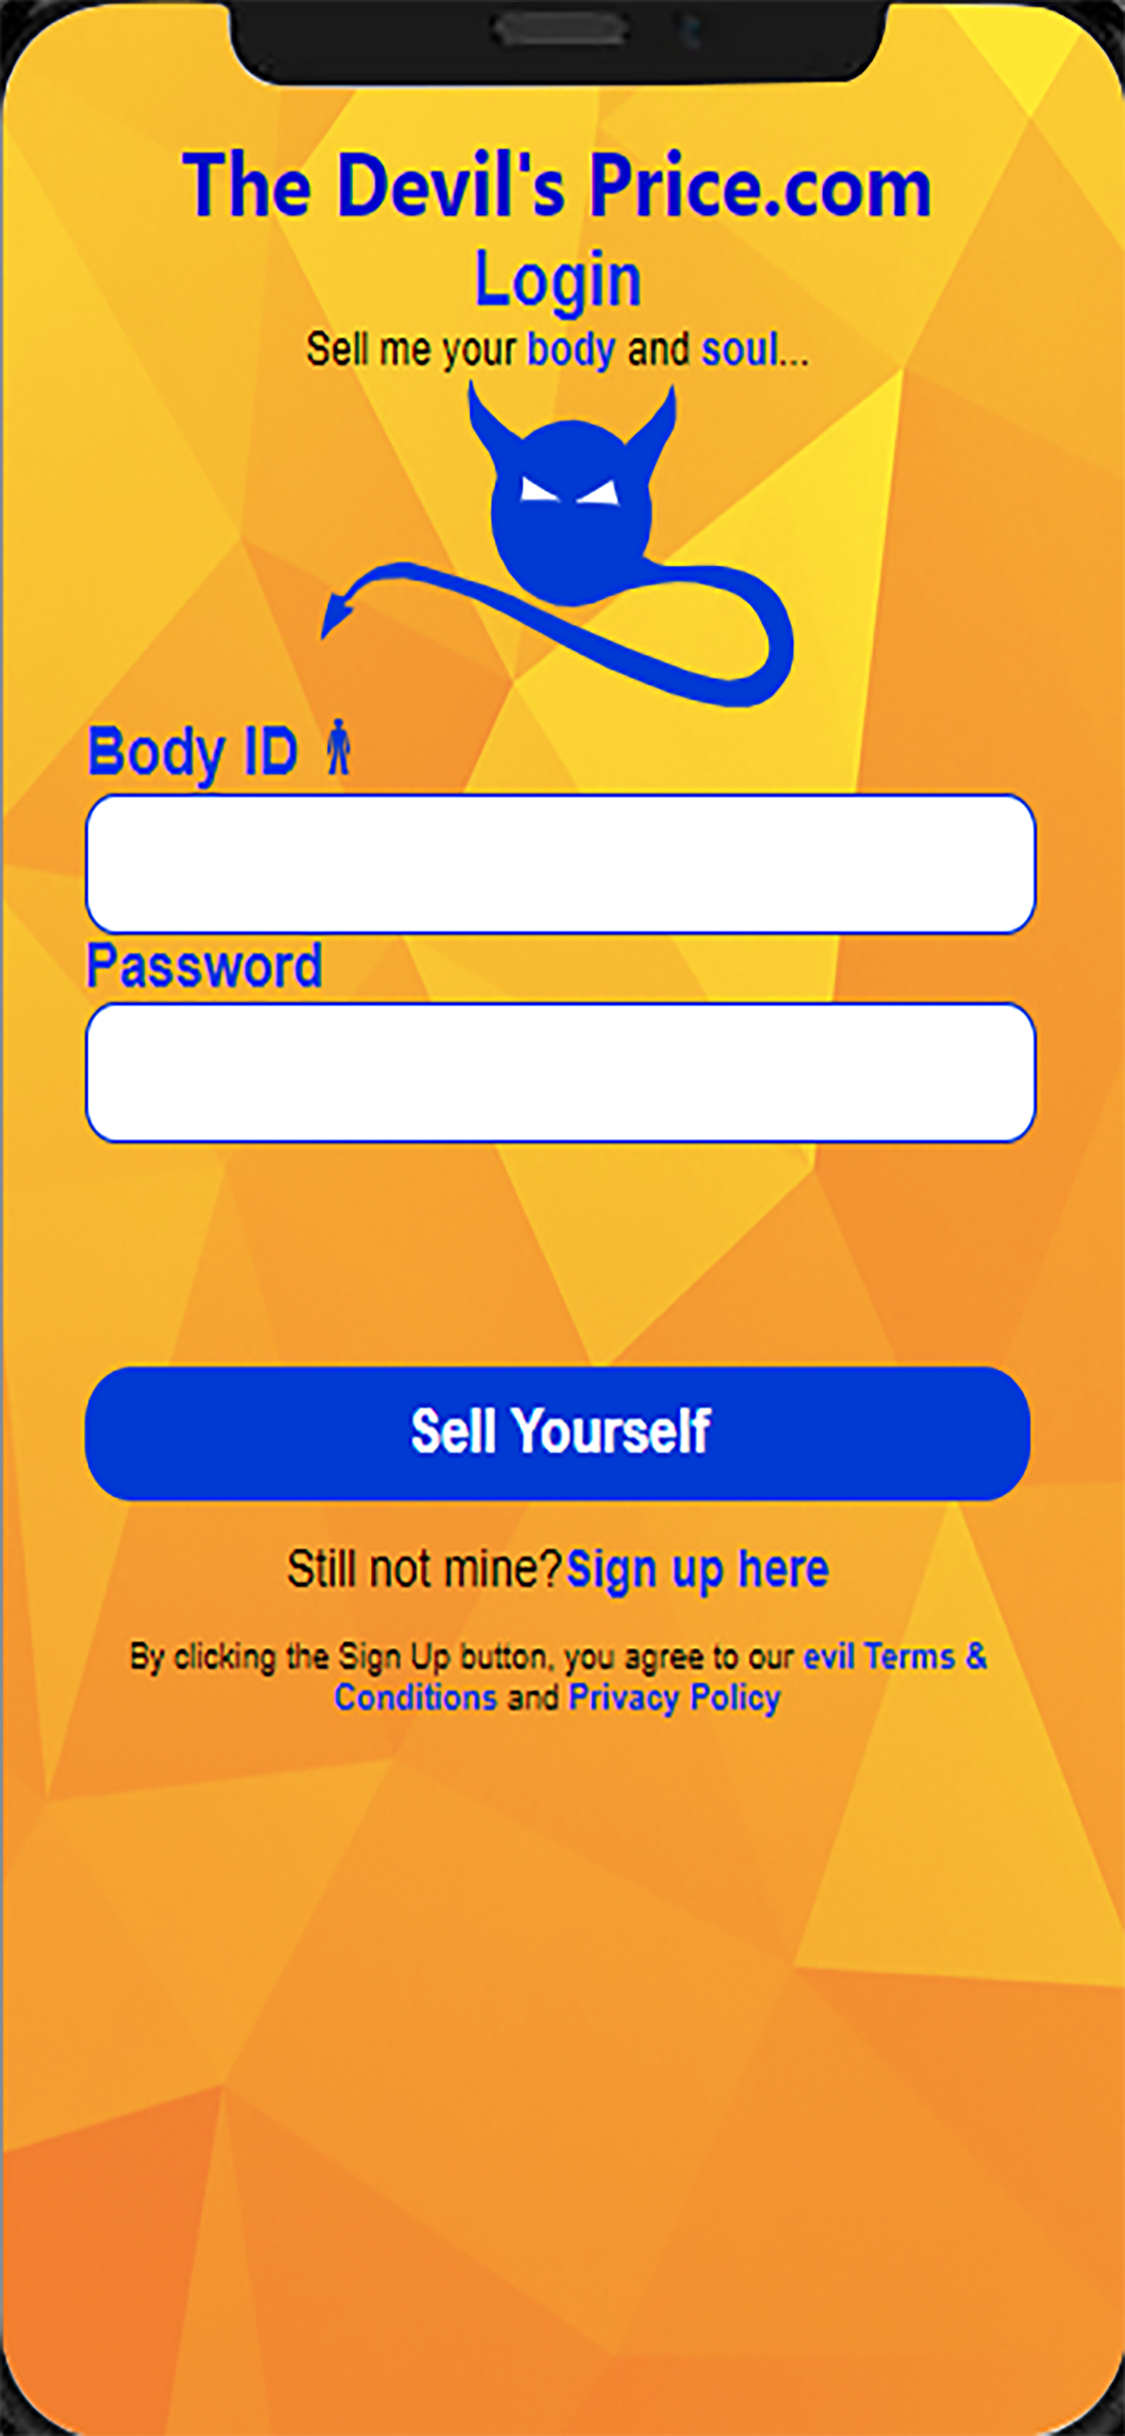 The Devil's Price.com
Login
Sell me your body and soul...
Body ID
Password
Sell Yourself
Still not mine?Sign up here
By clicking the Sign Up button, you agree to our evil Terms &
Conditions and Privacy Policy